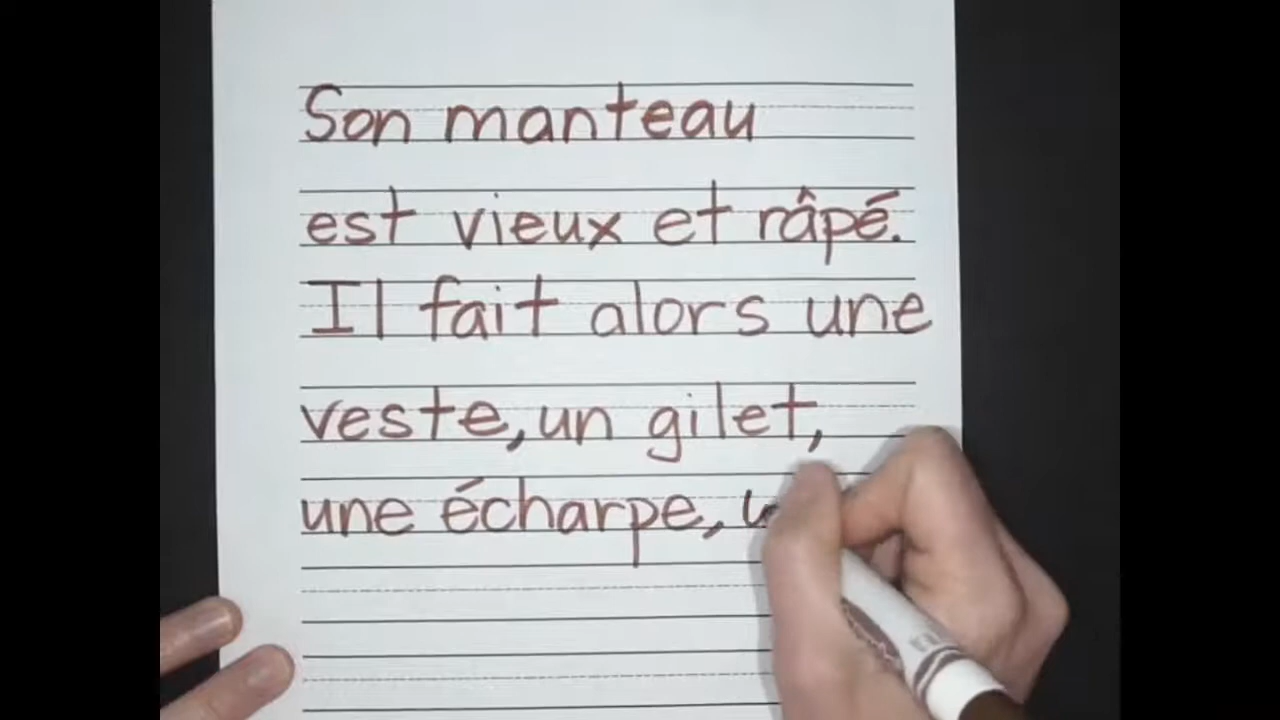 Son manteau
est vieux et râpé.
Il fait alors une
veste, un gilet,
une écharpe,